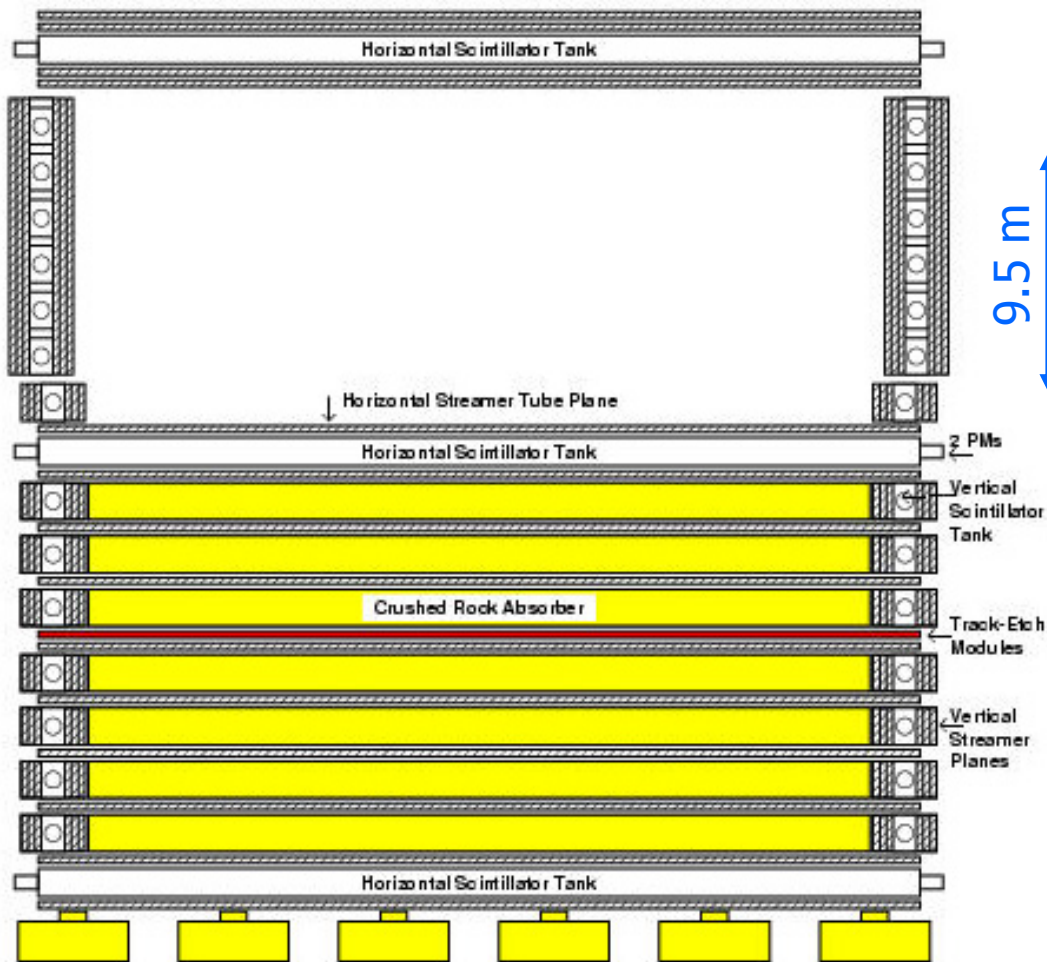 Horizontal Scintillator Tank
9.5 m
Horizontal Streamer Tube Plane
Horizontal Scintillator Tank
2 PMs
Vertical
Scintillator
Tank
Crushed Rock Absorber
Track-Etch
Modules
Vertical
Streamer
Planes
Horizontal Scintillator Tank